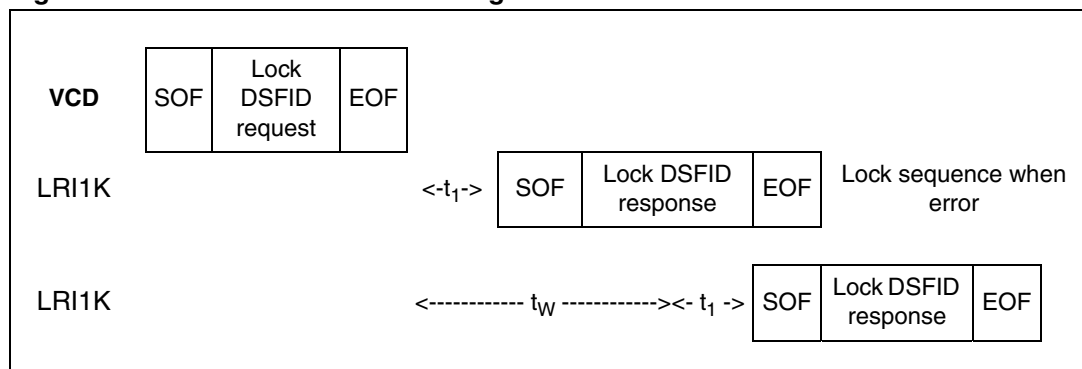 VCD
SOF
Lock
DSFID
request
EOF
LRI1K
<-t1->
SOF
Lock DSFID
response
EOF
Lock sequence when
error
LRI1K
<------------ tW ------------><- t1 ->
SOF
Lock DSFID
response
EOF